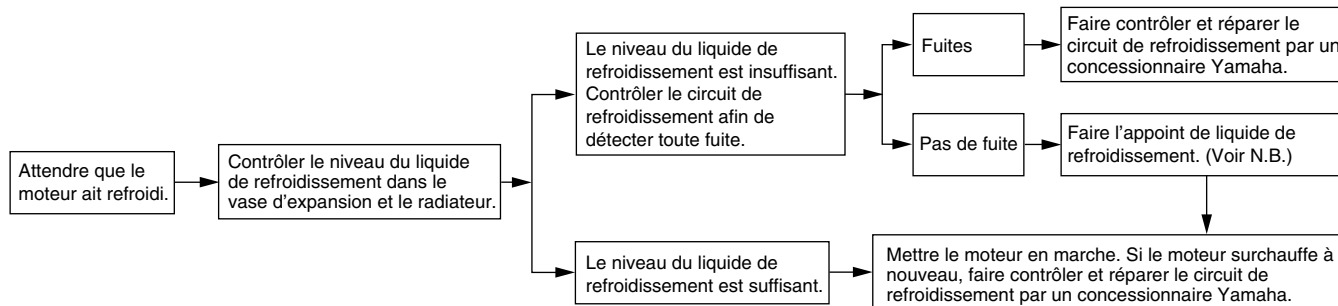 Attendre que le
moteur ait refroidi.
Contrôler le niveau du liquide
de refroidissement dans le
vase d'expansion et le radiateur.
Le niveau du liquide de
refroidissement est insuffisant.
Contrôler le circuit de
refroidissement afin de
détecter toute fuite.
Fuites
Faire contrôler et réparer le
circuit de refroidissement par un
concessionnaire Yamaha.
Pas de fuite
Faire l'appoint de liquide de
refroidissement. (Voir N.B.)
Le niveau du liquide de
refroidissement est suffisant.
Mettre le moteur en marche. Si le moteur surchauffe à
nouveau, faire contrôler et réparer le circuit de
refroidissement par un concessionnaire Yamaha.